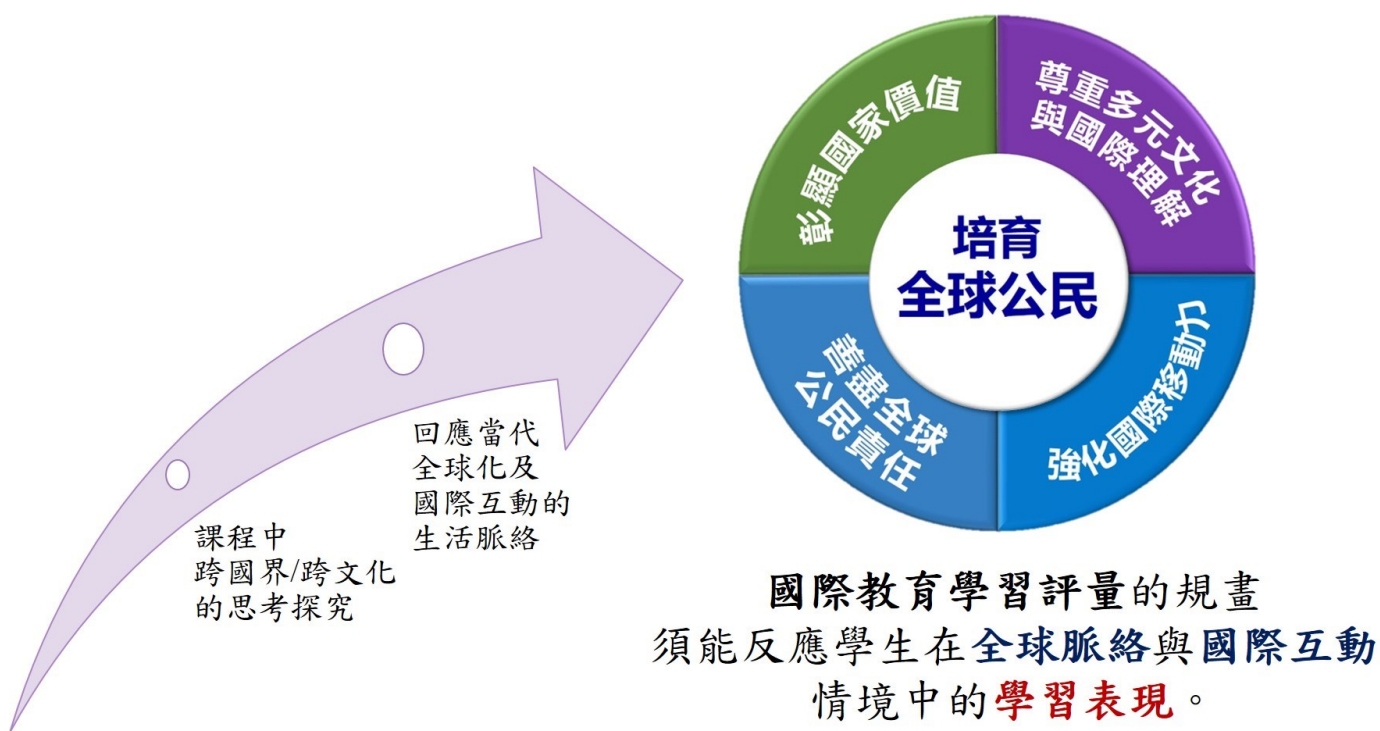 課程中
跨國界/跨文化
的思考探究
回應當代
全球化及
國際互動的
生活脈絡
彰顯國家價值
尊重多元文化
與國際理解
培育
全球公民
善盡全球
公民責任
強化國際移動力
國際教育學習評量的規畫
須能反應學生在全球脈絡與國際互動
情境中的學習表現。